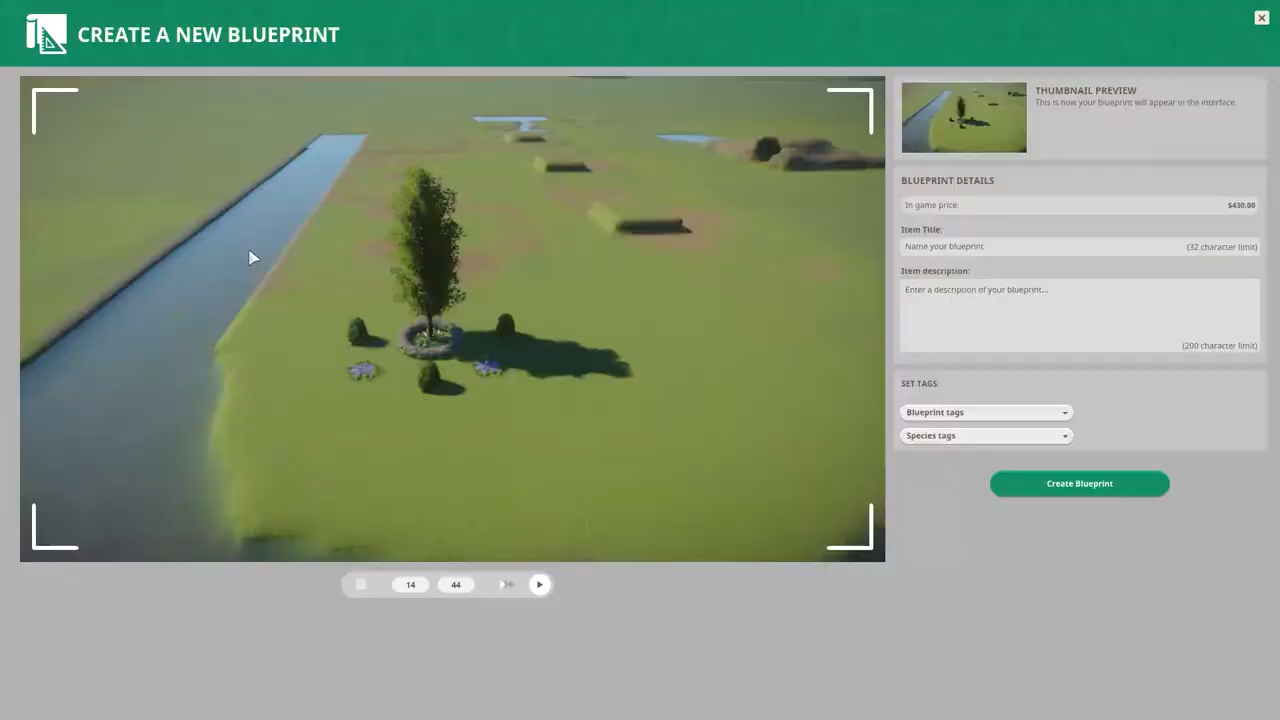 CREATE A NEW BLUEPRINT
THUMBNAIL PREVIEW
This is how your blueprint will appear in the interface.
BLUEPRINT DETAILS
In game price. $430.00
Item Title:
Name your blueprint (32 character limit)
Item description:
Enter a description of your blueprint...
(200 character limit)
SET TAGS:
Blueprint tags
Species tags
Create Blueprint
14 44